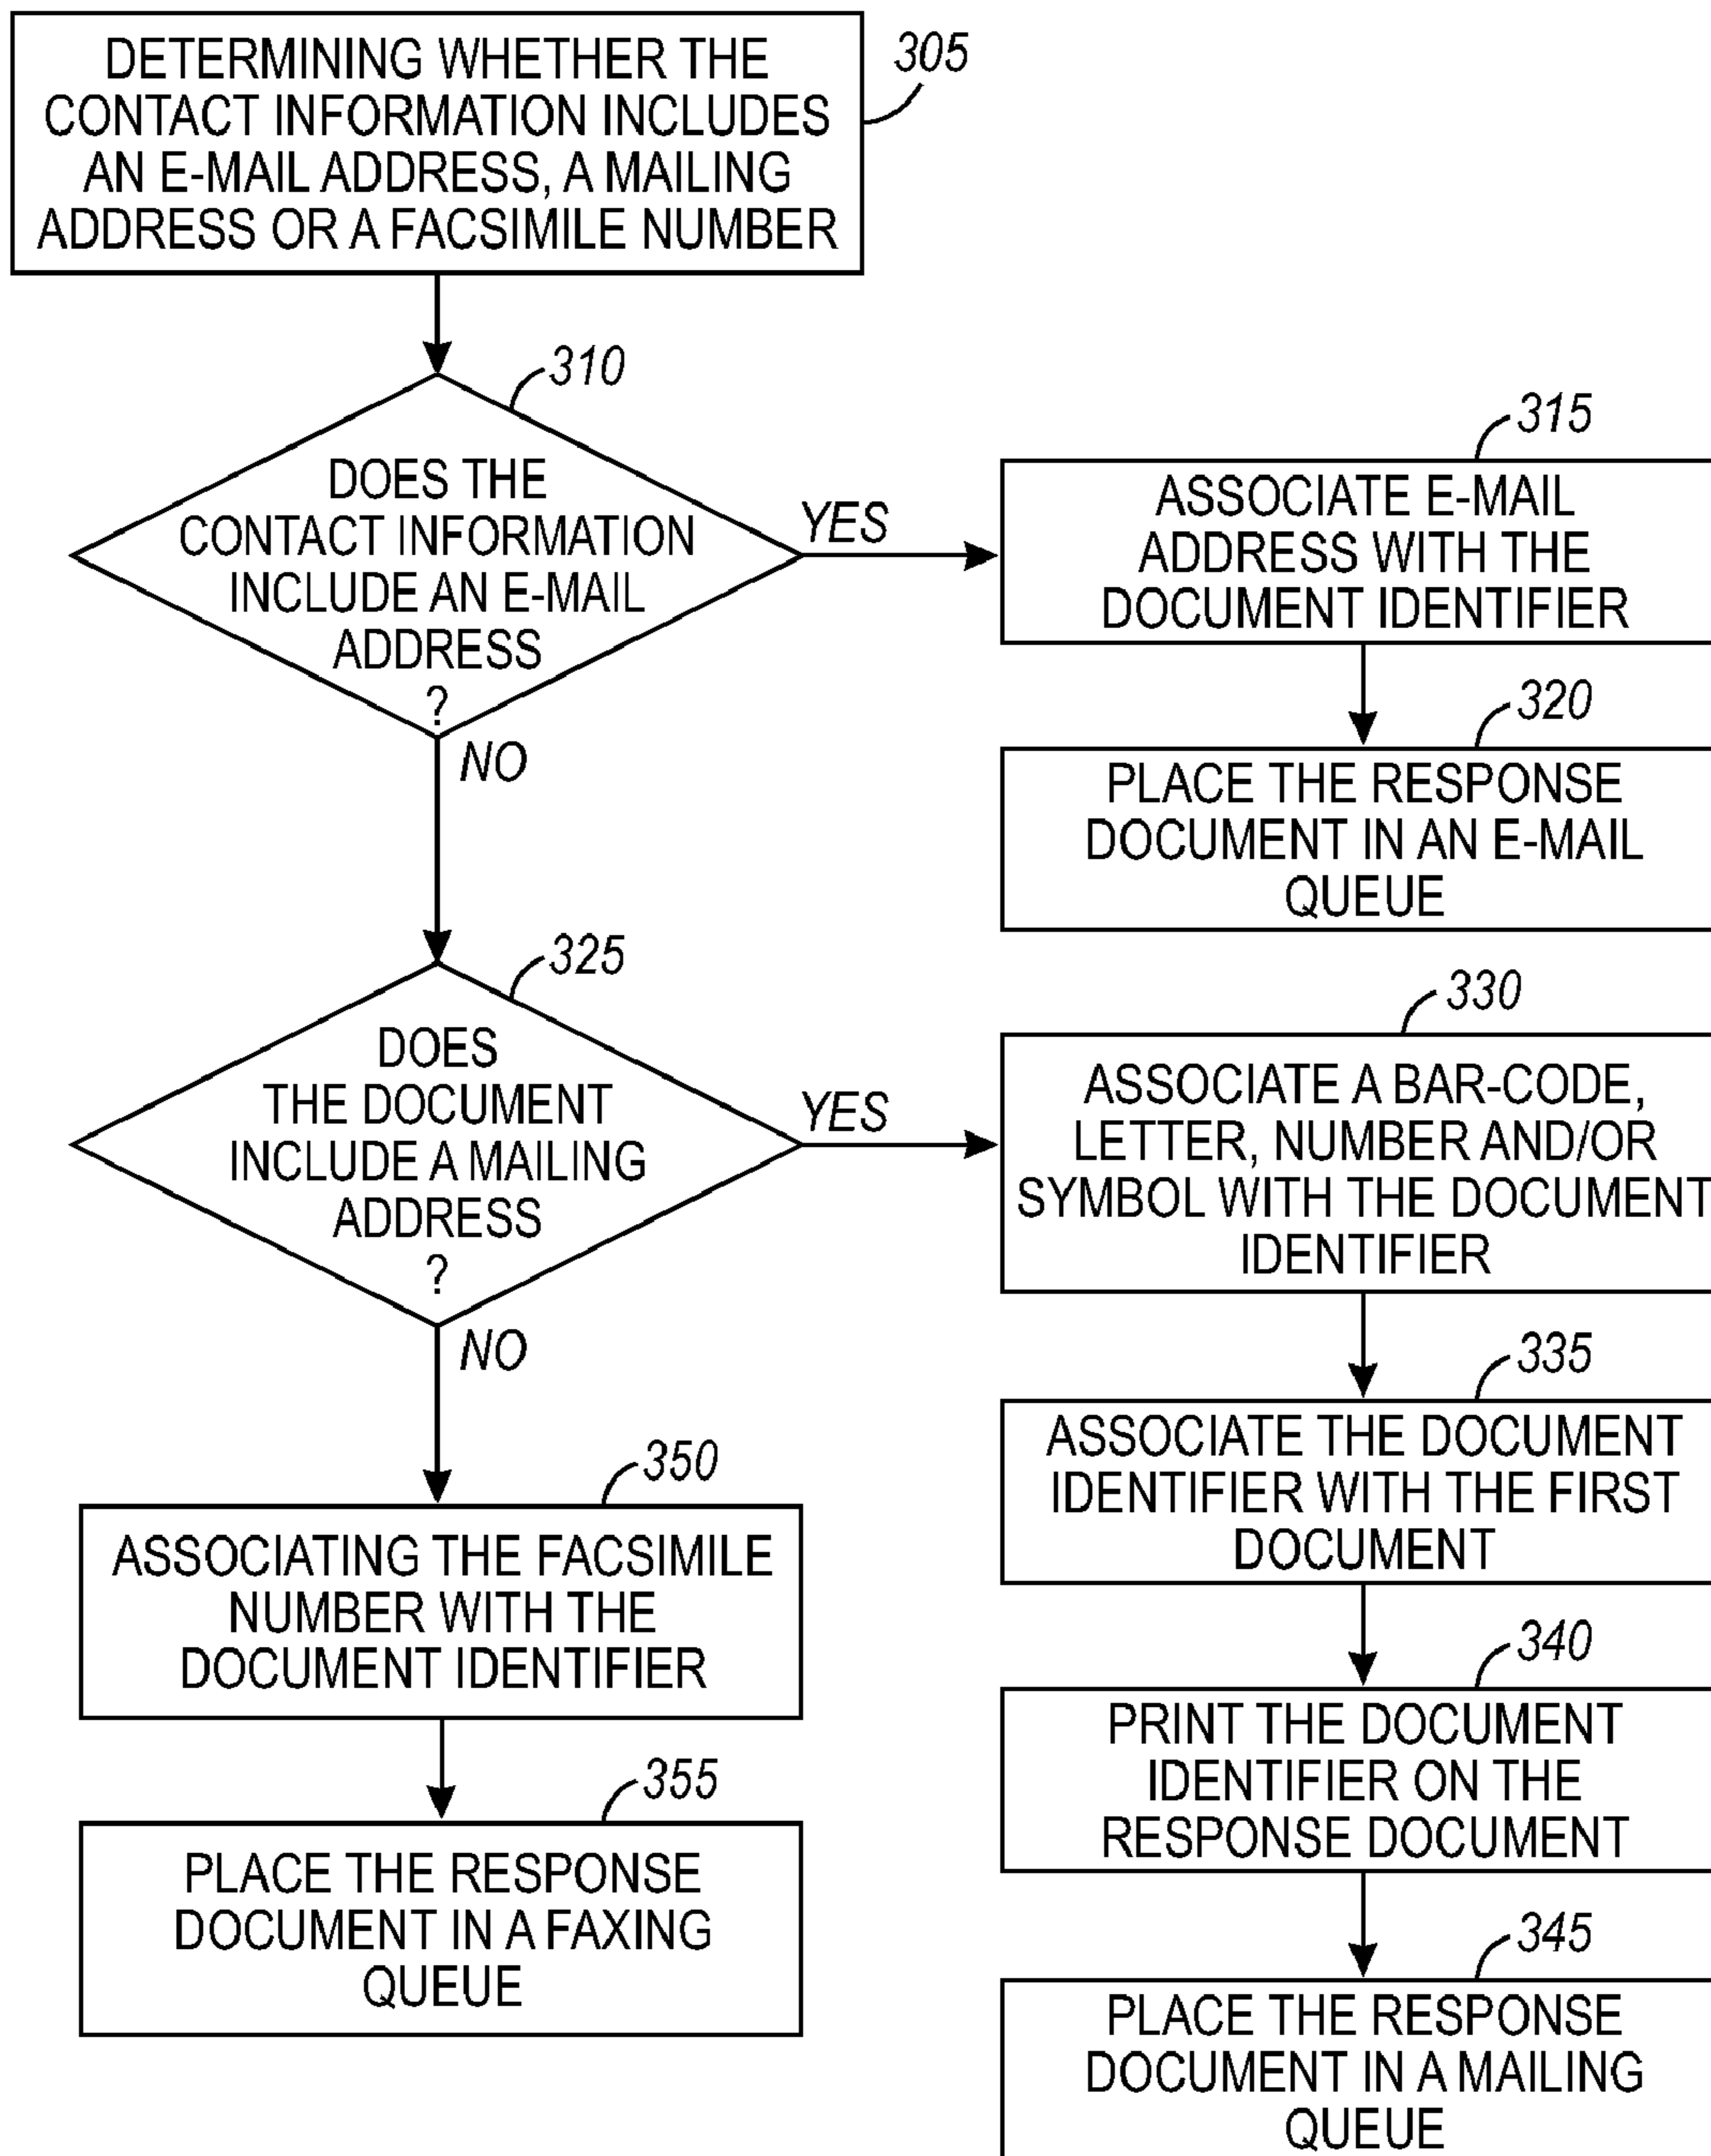 DETERMINING WHETHER THE
CONTACT INFORMATION INCLUDES
AN E-MAIL ADDRESS, A MAILING
ADDRESS OR A FACSIMILE NUMBER
305
310
DOES THE
CONTACT INFORMATION
INCLUDE AN E-MAIL
ADDRESS
?
YES
NO
315
ASSOCIATE E-MAIL
ADDRESS WITH THE
DOCUMENT IDENTIFIER
320
PLACE THE RESPONSE
DOCUMENT IN AN E-MAIL
QUEUE
325
DOES
THE DOCUMENT
INCLUDE A MAILING
ADDRESS
?
YES
NO
330
ASSOCIATE A BAR-CODE,
LETTER, NUMBER AND/OR
SYMBOL WITH THE DOCUMENT
IDENTIFIER
335
ASSOCIATE THE DOCUMENT
IDENTIFIER WITH THE FIRST
DOCUMENT
340
PRINT THE DOCUMENT
IDENTIFIER ON THE
RESPONSE DOCUMENT
345
PLACE THE RESPONSE
DOCUMENT IN A MAILING
QUEUE
350
ASSOCIATING THE FACSIMILE
NUMBER WITH THE
DOCUMENT IDENTIFIER
355
PLACE THE RESPONSE
DOCUMENT IN A FAXING
QUEUE